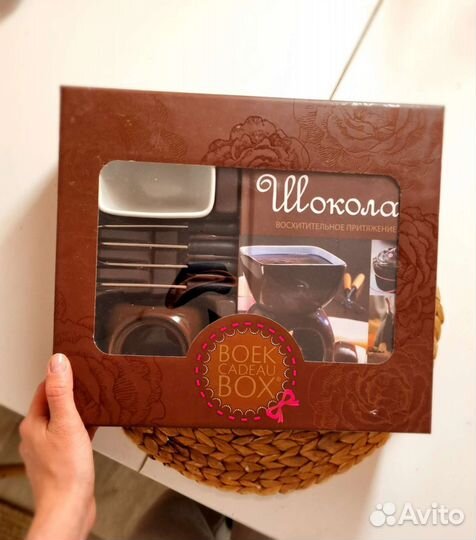 Шокола
ВОСХИТИТЕЛЬНОЕ ПРИТЯЖЕНИЕ
BOEK
CADEAU
BOX®
Avito